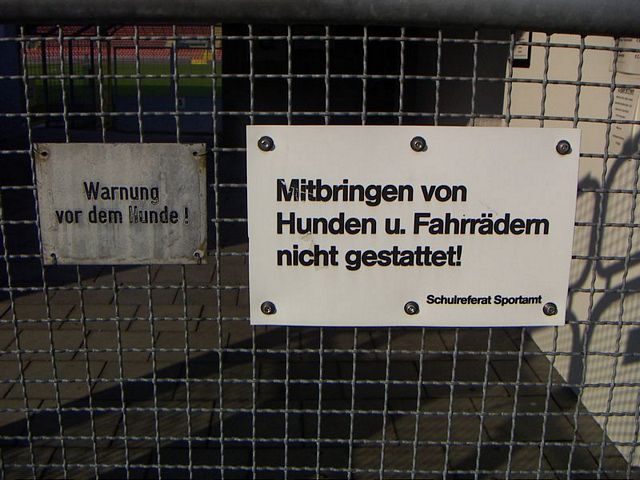 Warnung
vor dem Hunde !
Mitbringen von
Hunden u. Fahrrädern
nicht gestattet!
Schulreferat Sportamt